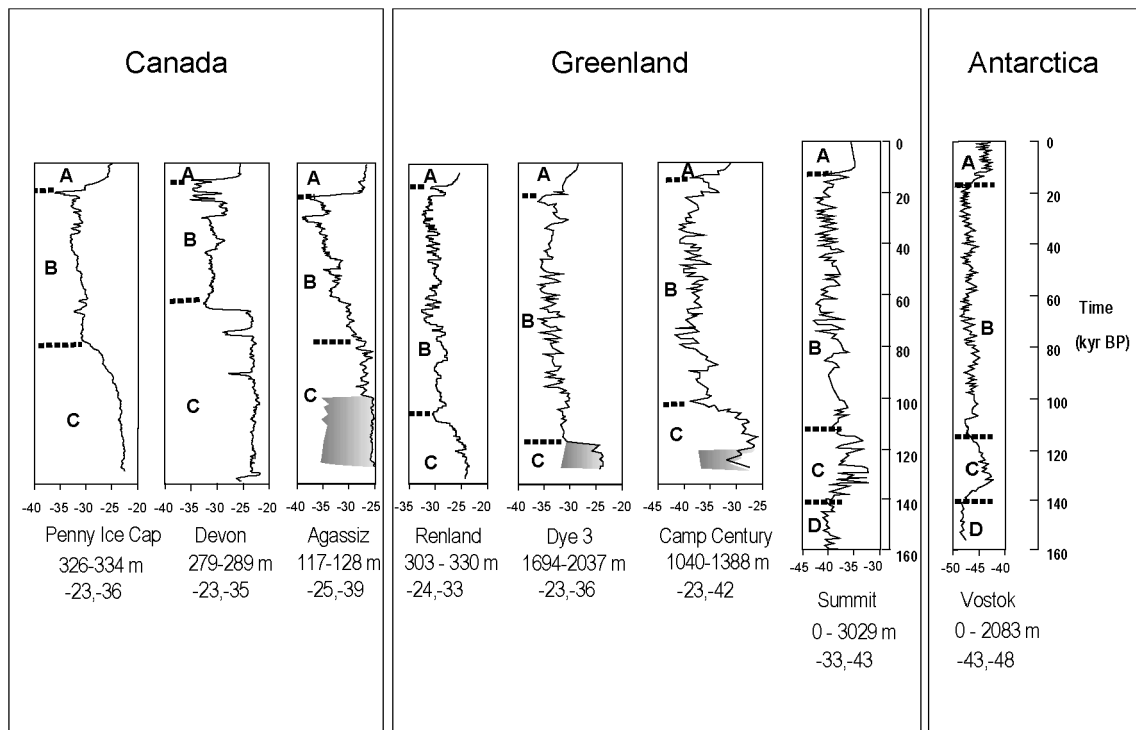 Canada
Greenland
Antarctica
A
B
C
-40 -35 -30 -25 -20
Penny Ice Cap
326-334 m
-23,-36
A
B
C
-40 -35 -30 -25 -20
Devon
279-289 m
-23,-35
A
B
C
-40 -35 -30 -25
Agassiz
117-128 m
-25,-39
A
B
C
-40 -35 -30 -25 -20
Renland
303 - 330 m
-24,-33
A
B
C
-40 -35 -30 -25 -20
Dye 3
1694-2037 m
-23,-36
A
B
C
-45 -40 -35 -30 -25
Camp Century
1040-1388 m
-23,-42
A
B
C
D
0
20
40
60
80
100
120
140
160
-45 -40 -35 -30
Summit
0 - 3029 m
-33,-43
A
B
C
D
0
20
40
60
80
100
120
140
160
Time
(kyr BP)
-50 -45 -40
Vostok
0 - 2083 m
-43,-48